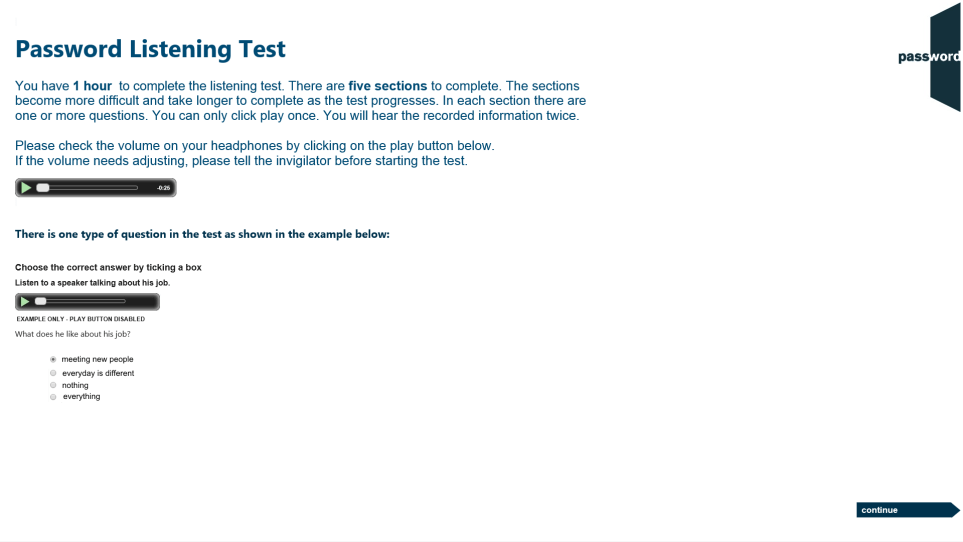 Password Listening Test
password
You have 1 hour to complete the listening test. There are five sections to complete. The sections
become more difficult and take longer to complete as the test progresses. In each section there are
one or more questions. You can only click play once. You will hear the recorded information twice.
Please check the volume on your headphones by clicking on the play button below.
If the volume needs adjusting, please tell the invigilator before starting the test.
-0:25
There is one type of question in the test as shown in the example below:
Choose the correct answer by ticking a box
Listen to a speaker talking about his job.
EXAMPLE ONLY - PLAY BUTTON DISABLED
What does he like about his job?
meeting new people
everyday is different
nothing
everything
continue